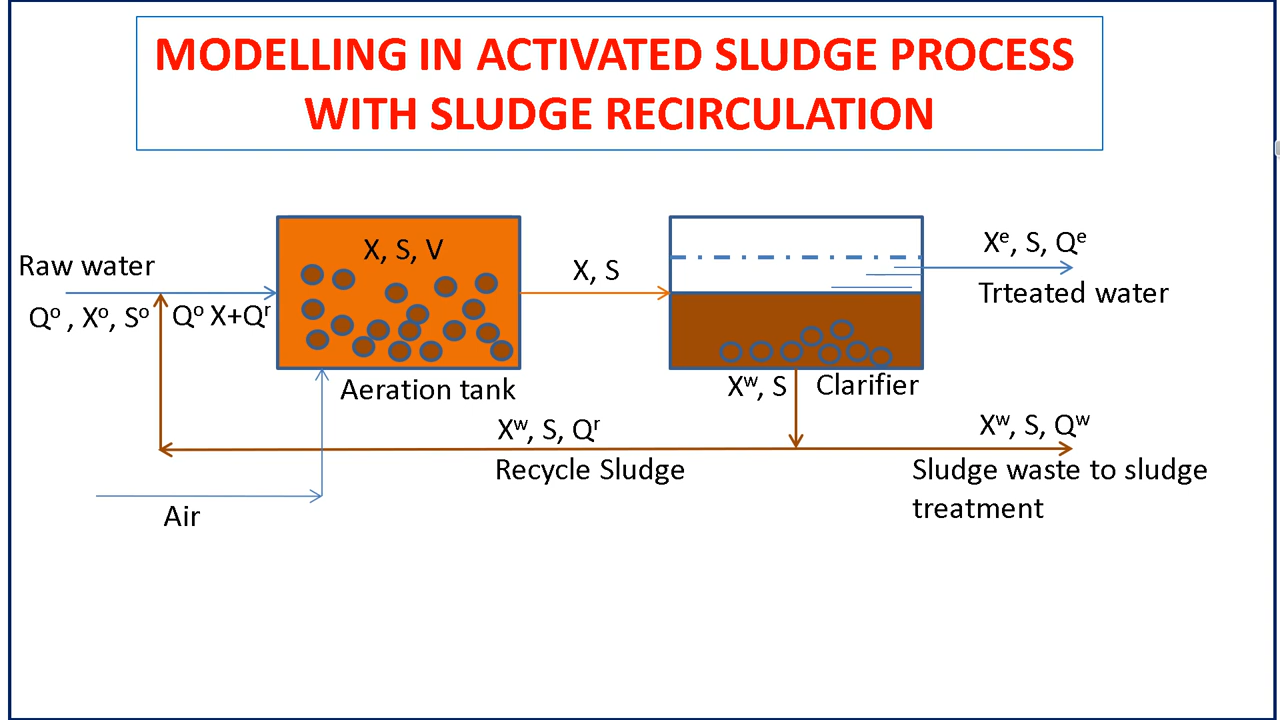 MODELLING IN ACTIVATED SLUDGE PROCESS
WITH SLUDGE RECIRCULATION
X, S, V
Raw water
Qº , Xº, Sº
Qº X+Qʳ
X, S
Xᵉ, S, Qᵉ
Trteated water
Aeration tank
Xʷ, S
Clarifier
Xʷ, S, Qʳ
Recycle Sludge
Xʷ, S, Qʷ
Sludge waste to sludge
treatment
Air